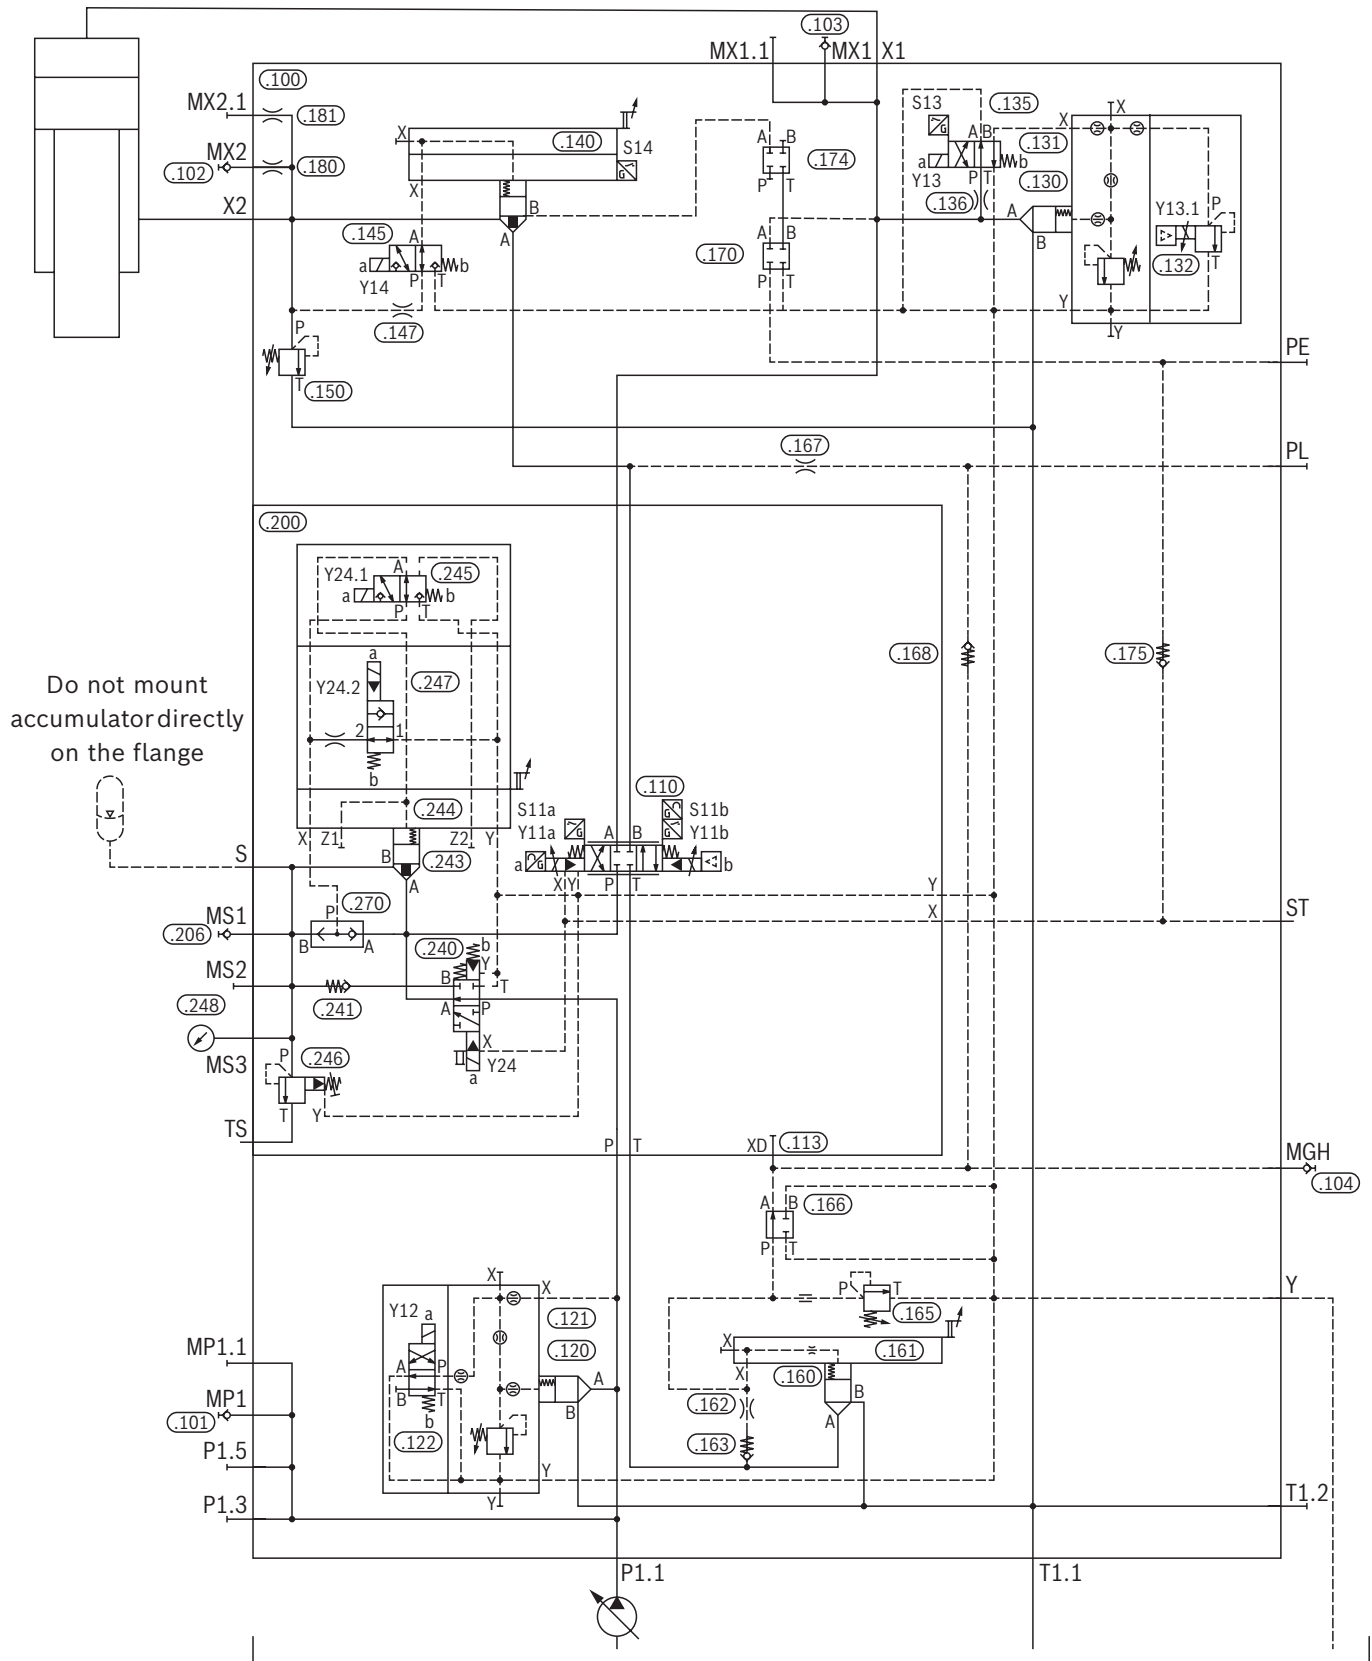 .103
MX1.1 MX1 X1
.100
MX2.1
.181
S13
.135
X
X
X
.140
S14
A B
.174
P T
A B
.131
a
b
MX2
.102
.180
X
Y13
P T
.130
.136
A
B
Y13.1
P
.132
T
X2
B
A
.145
A
a
b
Y14
P T
A B
.170
P T
.147
Y
Y
P
T
.150
PE
.167
PL
.200
Y24.1
A
.245
a
b
P T
.168
.175
a
Y24.2
.247
2 1
b
Do not mount
accumulator directly
on the flange
.244
X Z1 Z2 Y
.110
S11a
Y11a
A B
S11b
Y11b
a
b
X Y
P T
S
B
.243
A
Y
X
ST
P
.270
MS1
.206
B A
.240
b
Y
B
T
MS2
.241
A P
X
Y24
a
.248
MS3
P
.246
T Y
TS
P T
XD
.113
MGH
.104
A B
.166
P T
X
X
Y12
a
.121
.120
P T
.165
Y
MP1.1
A P
B T
b
A
B
X
.161
X
.160
B
A
.162
.163
MP1
.101
.122
P1.5
Y
Y
P1.3
T1.2
P1.1
T1.1